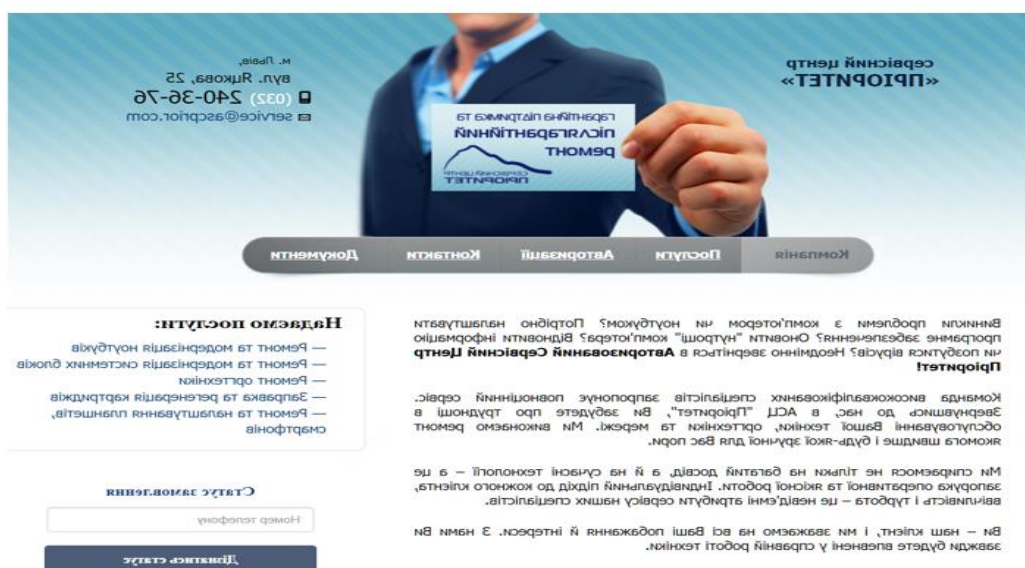 сервісний центр
«ПРІОРИТЕТ»
м. Львів,
вул. Яцкова, 25
(032) 240-36-76
service@ascprior.com
гарантійна підтримка та
післягарантійний
ремонт
СЕРВІСНИЙ ЦЕНТР
ПРІОРИТЕТ
Компанія Послуги Авторизації Контакти Документи
Виникли проблеми з комп'ютером чи ноутбуком? Потрібно налаштувати
програмне забезпечення? Оновити "нутрощі" комп'ютера? Відновити інформацію
чи позбутися вірусів? Неодмінно зверніться в Авторизований Сервісний Центр
Пріоритет!
Команда висококваліфікованих спеціалістів запропонує повноцінний сервіс.
Звернувшись до нас, в АСЦ "Пріоритет", Ви забудете про труднощі в
обслуговуванні Вашої техніки, оргтехніки та мережі. Ми виконаємо ремонт
якомога швидше і будь-якої зручної для Вас пори.
Ми спираємося не тільки на багатий досвід, а й на сучасні технології – а це
запорука оперативної та якісної роботи. Індивідуальний підхід до кожного клієнта,
ввічливість і турбота – це невід'ємні атрибути сервісу наших спеціалістів.
Ви – наш клієнт, і ми зважаємо на всі Ваші побажання й інтереси. З нами Ви
завжди будете впевнені у справній роботі техніки.
Надаємо послуги:
— Ремонт та модернізація ноутбуків
— Ремонт та модернізація системних блоків
— Ремонт оргтехніки
— Заправка та регенерація картриджів
— Ремонт та налаштування планшетів,
смартфонів
Статус замовлення
Номер телефону
Дізнатись статус